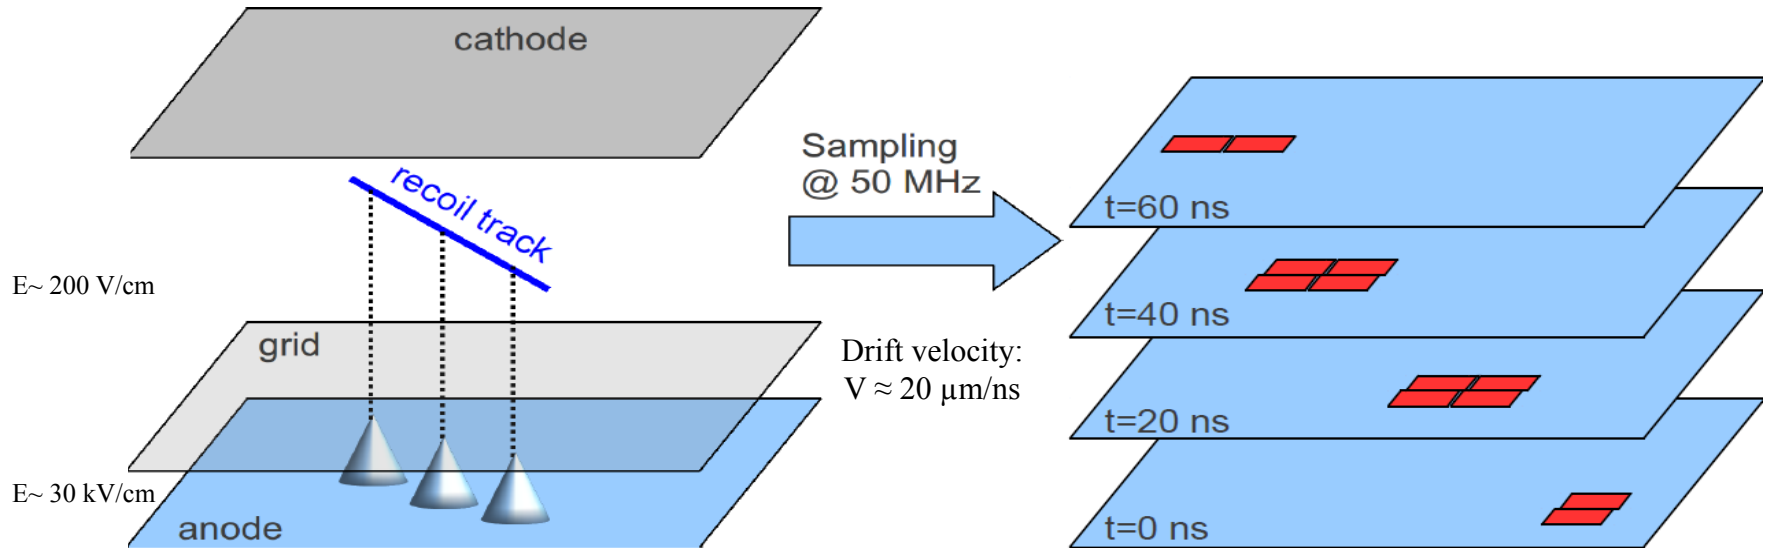 cathode
recoil track
E~ 200 V/cm
grid
E~ 30 kV/cm
anode
Sampling
@ 50 MHz
Drift velocity:
V ≈ 20 µm/ns
t=60 ns
t=40 ns
t=20 ns
t=0 ns